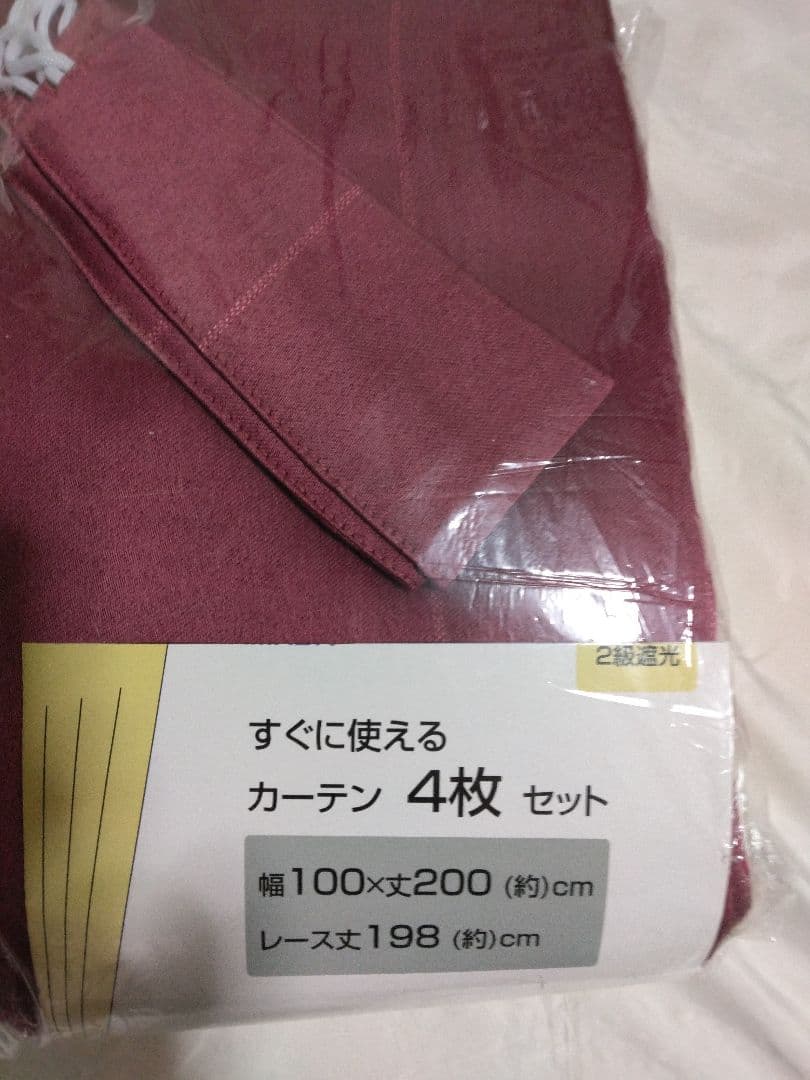 2級遮光
すぐに使える
カーテン 4枚 セット
幅100×丈200 (約)cm
レース丈198 (約)cm